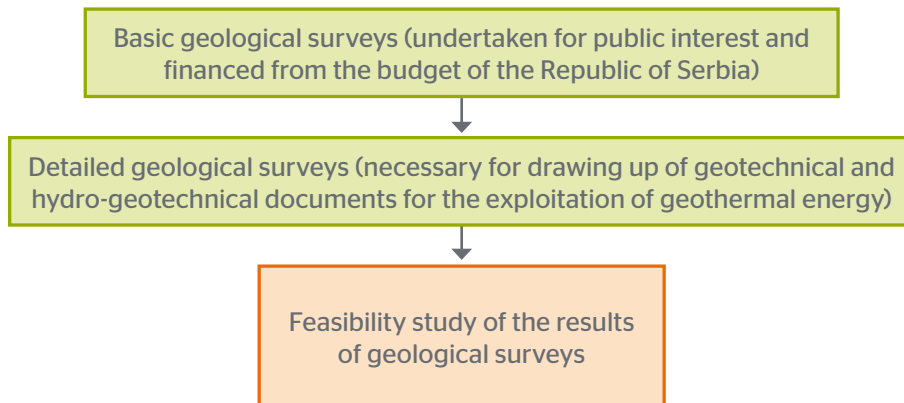 Basic geological surveys (undertaken for public interest and
financed from the budget of the Republic of Serbia)
Detailed geological surveys (necessary for drawing up of geotechnical and
hydro-geotechnical documents for the exploitation of geothermal energy)
Feasibility study of the results
of geological surveys